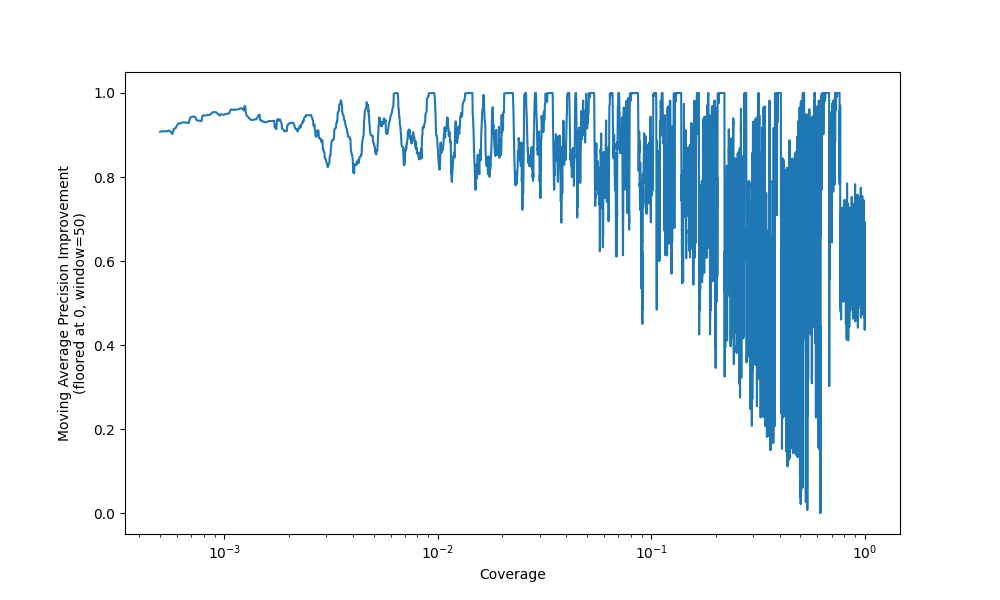 Moving Average Precision Improvement
(floored at 0, window=50)
1.0
0.8
0.6
0.4
0.2
0.0
10⁻³ 10⁻² 10⁻¹ 10⁰
Coverage